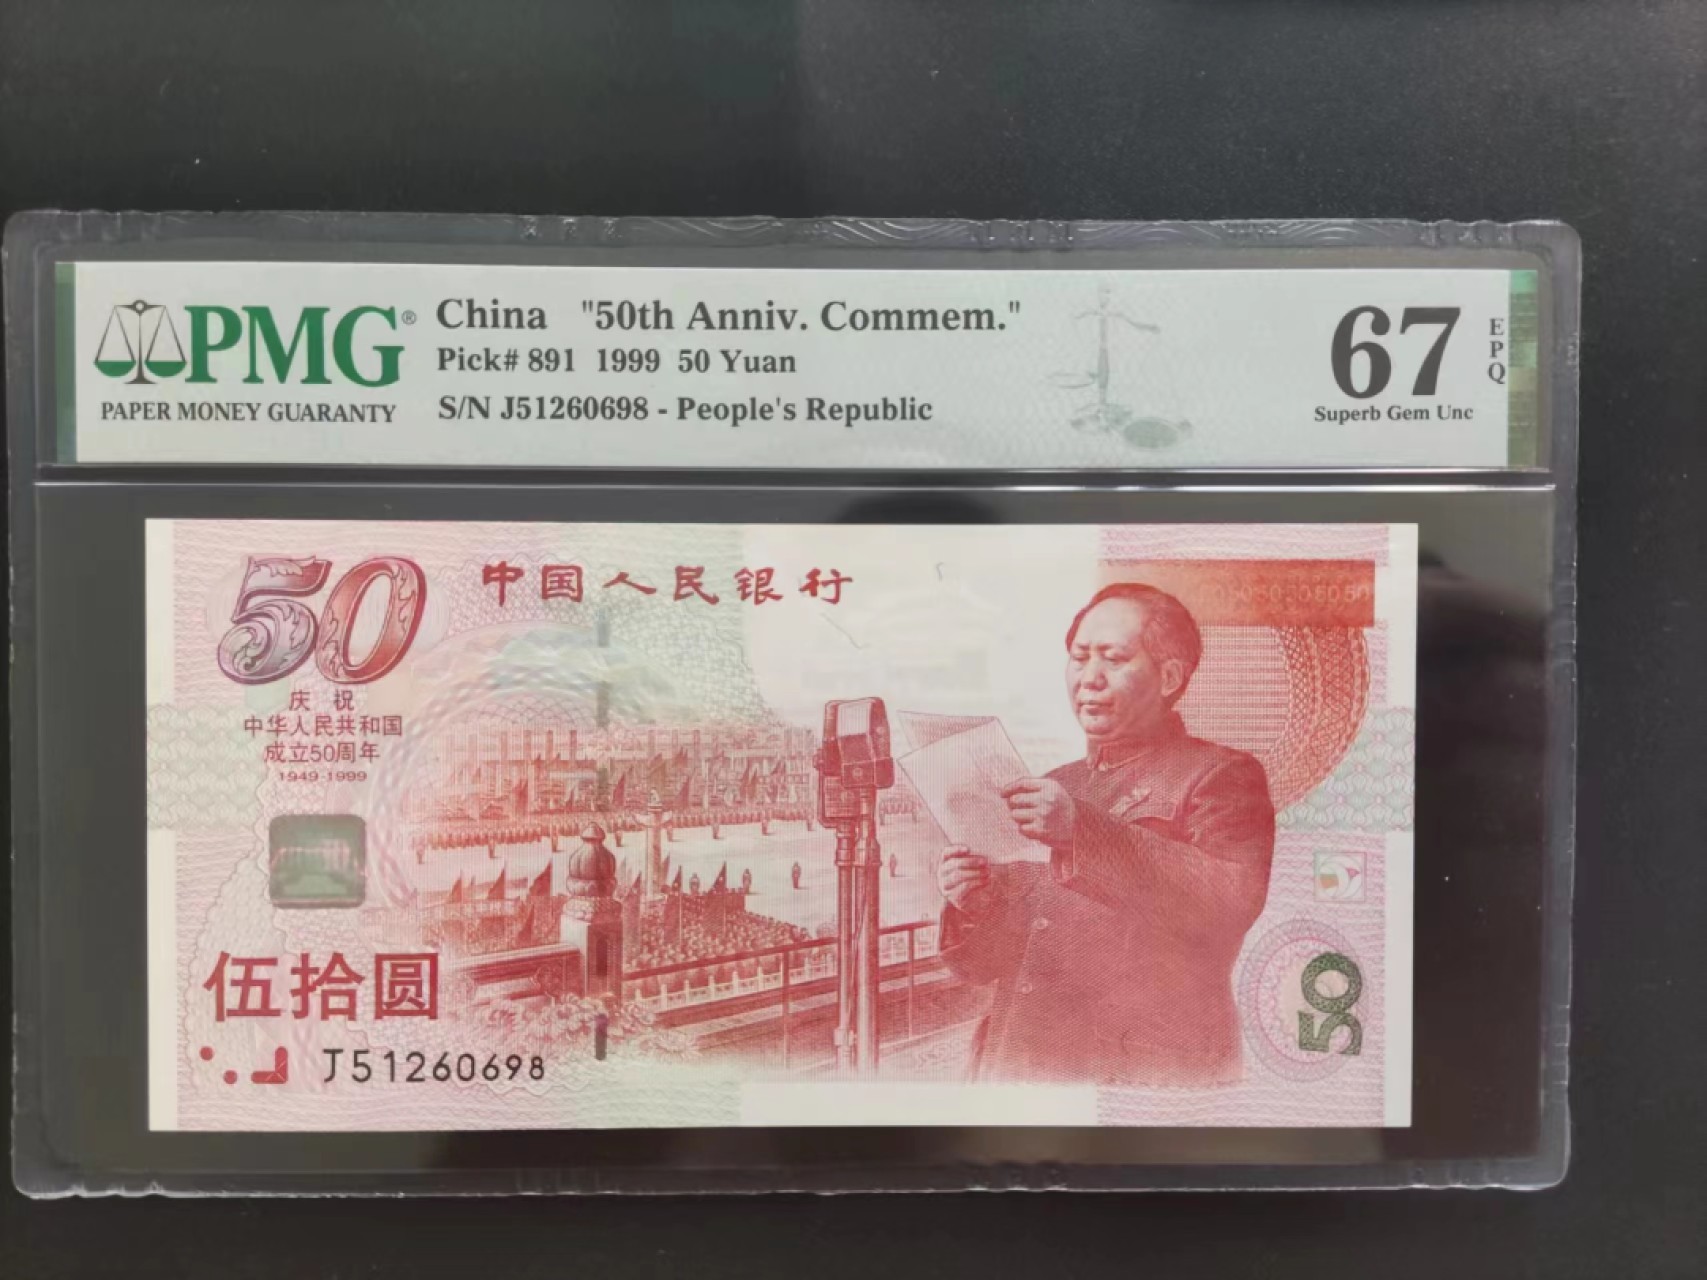 PMG®
PAPER MONEY GUARANTY
China "50th Anniv. Commem."
Pick# 891 1999 50 Yuan
S/N J51260698 - People's Republic
67
EPQ
Superb Gem Unc
50
中国人民银行
庆祝
中华人民共和国
成立50周年
1949-1999
伍拾圆
J51260698
50